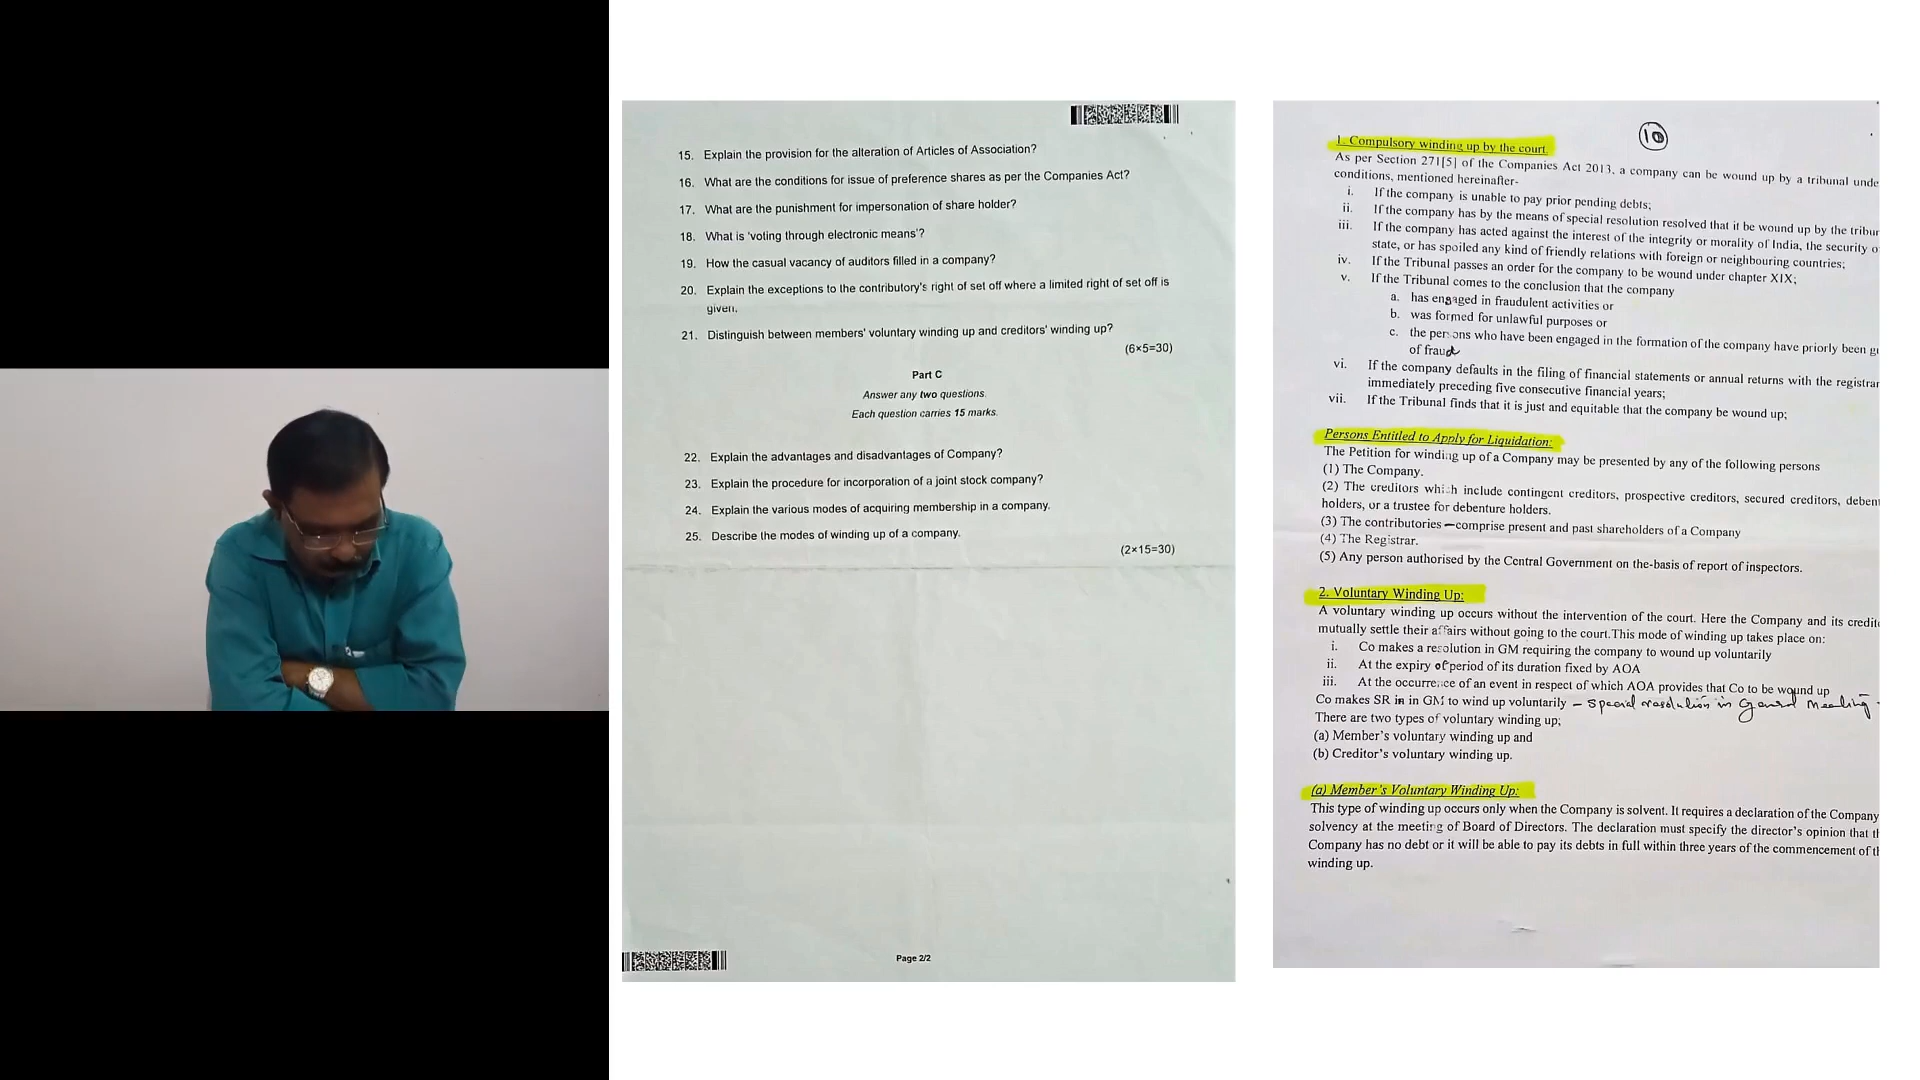 15. Explain the provision for the alteration of Articles of Association?
16. What are the conditions for issue of preference shares as per the Companies Act?
17. What are the punishment for impersonation of share holder?
18. What is 'voting through electronic means'?
19. How the casual vacancy of auditors filled in a company?
20. Explain the exceptions to the contributory's right of set off where a limited right of set off is
given.
21. Distinguish between members' voluntary winding up and creditors' winding up?
(6×5=30)
Part C
Answer any two questions.
Each question carries 15 marks.
22. Explain the advantages and disadvantages of Company?
23. Explain the procedure for incorporation of a joint stock company?
24. Explain the various modes of acquiring membership in a company.
25. Describe the modes of winding up of a company.
(2×15=30)
Page 2/2
10
1. Compulsory winding up by the court.
As per Section 271[5] of the Companies Act 2013, a company can be wound up by a tribunal unde
conditions, mentioned hereinafter-
i. If the company is unable to pay prior pending debts;
ii. If the company has by the means of special resolution resolved that it be wound up by the tribu
iii. If the company has acted against the interest of the integrity or morality of India, the security o
state, or has spoiled any kind of friendly relations with foreign or neighbouring countries;
iv. If the Tribunal passes an order for the company to be wound under chapter XIX;
v. If the Tribunal comes to the conclusion that the company
a. has engaged in fraudulent activities or
b. was formed for unlawful purposes or
c. the persons who have been engaged in the formation of the company have priorly been gu
of fraud
vi. If the company defaults in the filing of financial statements or annual returns with the registrar
immediately preceding five consecutive financial years;
vii. If the Tribunal finds that it is just and equitable that the company be wound up;
Persons Entitled to Apply for Liquidation:
The Petition for winding up of a Company may be presented by any of the following persons
(1) The Company.
(2) The creditors which include contingent creditors, prospective creditors, secured creditors, deben
holders, or a trustee for debenture holders.
(3) The contributories – comprise present and past shareholders of a Company
(4) The Registrar.
(5) Any person authorised by the Central Government on the-basis of report of inspectors.
2. Voluntary Winding Up:
A voluntary winding up occurs without the intervention of the court. Here the Company and its credit
mutually settle their affairs without going to the court.This mode of winding up takes place on:
i. Co makes a resolution in GM requiring the company to wound up voluntarily
ii. At the expiry of period of its duration fixed by AOA
iii. At the occurrence of an event in respect of which AOA provides that Co to be wound up
Co makes SR in in GM to wind up voluntarily – Special resolution in General Meeting
There are two types of voluntary winding up;
(a) Member's voluntary winding up and
(b) Creditor's voluntary winding up.
(a) Member's Voluntary Winding Up:
This type of winding up occurs only when the Company is solvent. It requires a declaration of the Company
solvency at the meeting of Board of Directors. The declaration must specify the director's opinion that th
Company has no debt or it will be able to pay its debts in full within three years of the commencement of th
winding up.